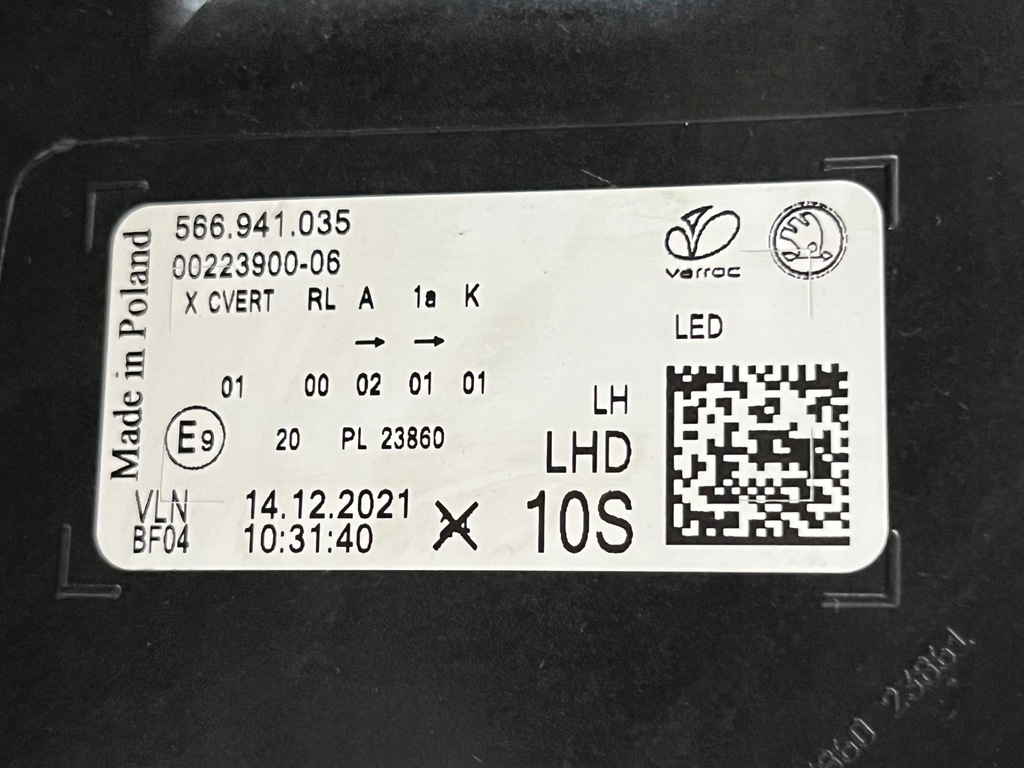 566.941.035
00223900-06
X CVERT RL A 1a K
→ →
01 00 02 01 01
E9 20 PL 23860
VLN 14.12.2021
BF04 10:31:40
Made in Poland
varroc
LED
LH
LHD
10S
23861